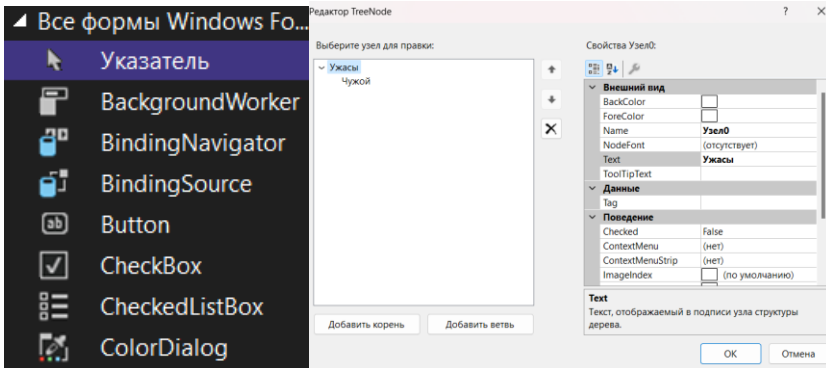 Все формы Windows Fo...
Указатель
BackgroundWorker
BindingNavigator
BindingSource
Button
CheckBox
CheckedListBox
ColorDialog
Редактор TreeNode
Выберите узел для правки:
Ужасы
Чужой
Добавить корень
Добавить ветвь
Свойства Узел0:
Внешний вид
BackColor
ForeColor
Name Узел0
NodeFont (отсутствует)
Text Ужасы
ToolTipText
Данные
Tag
Поведение
Checked False
ContextMenu (нет)
ContextMenuStrip (нет)
ImageIndex (по умолчанию)
Text
Текст, отображаемый в подписи узла структуры
дерева.
OK
Отмена